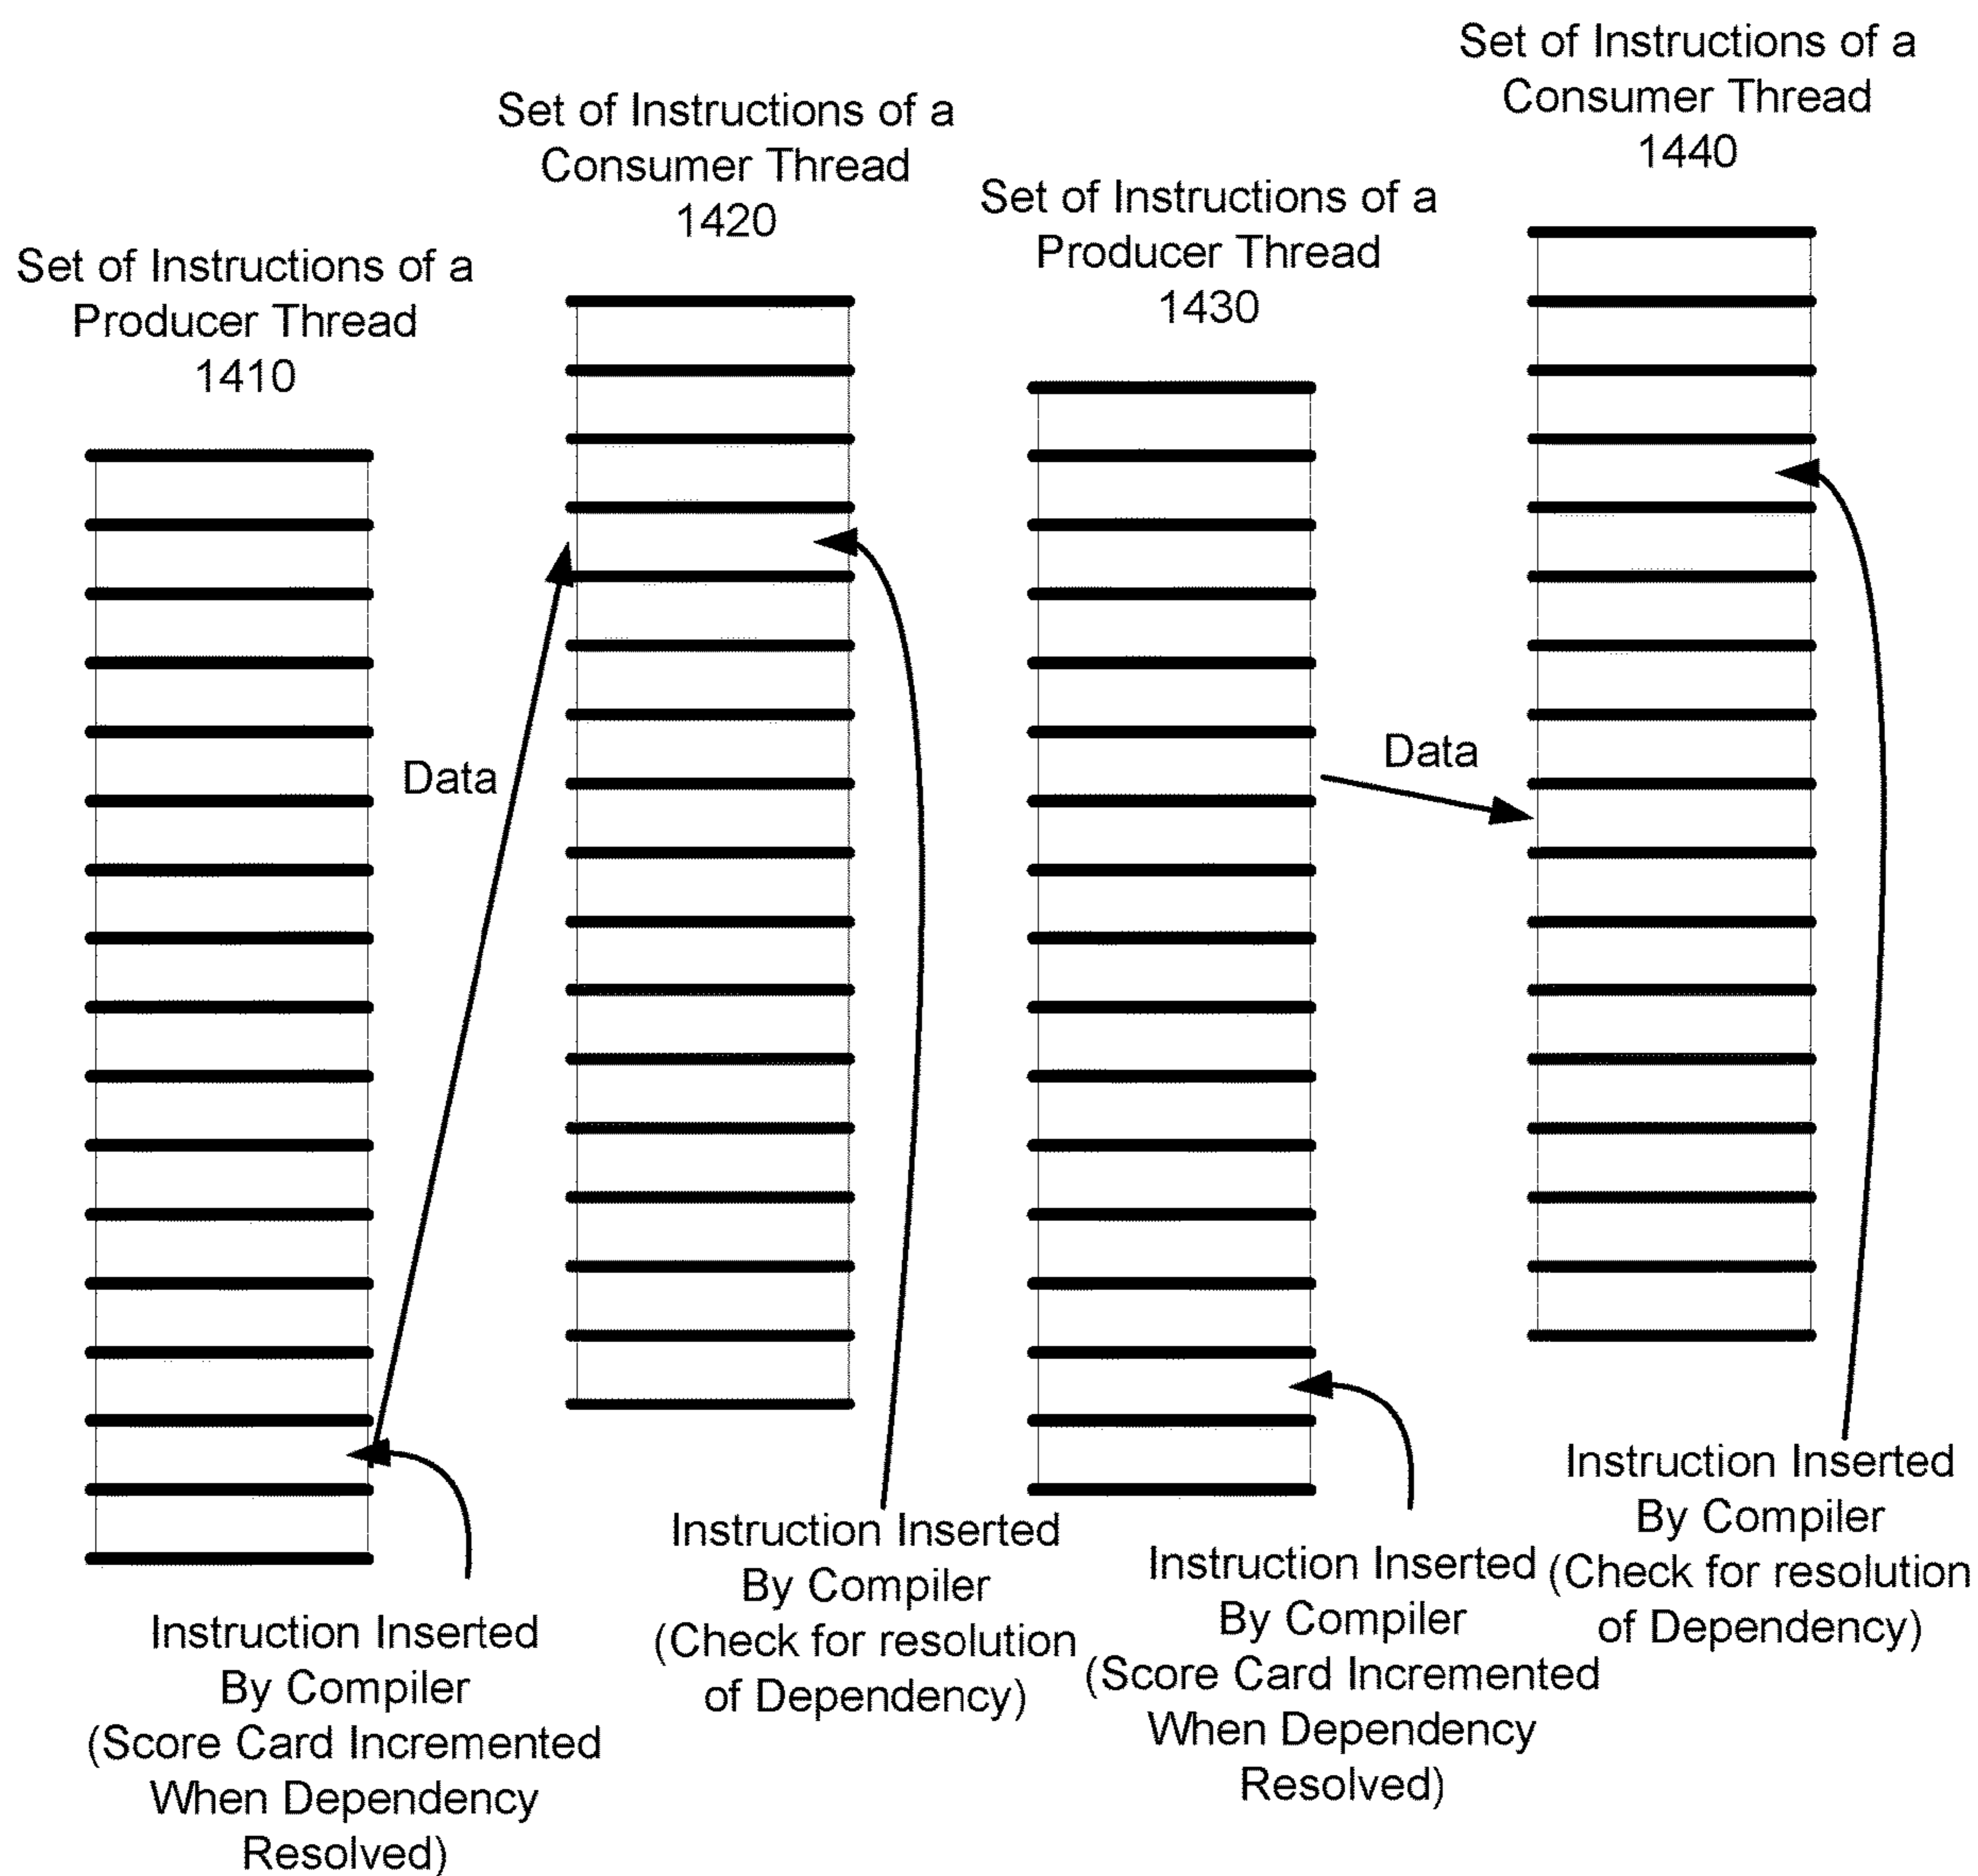 Set of Instructions of a
Producer Thread
1410
Set of Instructions of a
Consumer Thread
1420
Set of Instructions of a
Producer Thread
1430
Set of Instructions of a
Consumer Thread
1440
Data
Data
Instruction Inserted
By Compiler
(Score Card Incremented
When Dependency
Resolved)
Instruction Inserted
By Compiler
(Check for resolution
of Dependency)
Instruction Inserted
By Compiler
(Score Card Incremented
When Dependency
Resolved)
Instruction Inserted
By Compiler
(Check for resolution
of Dependency)